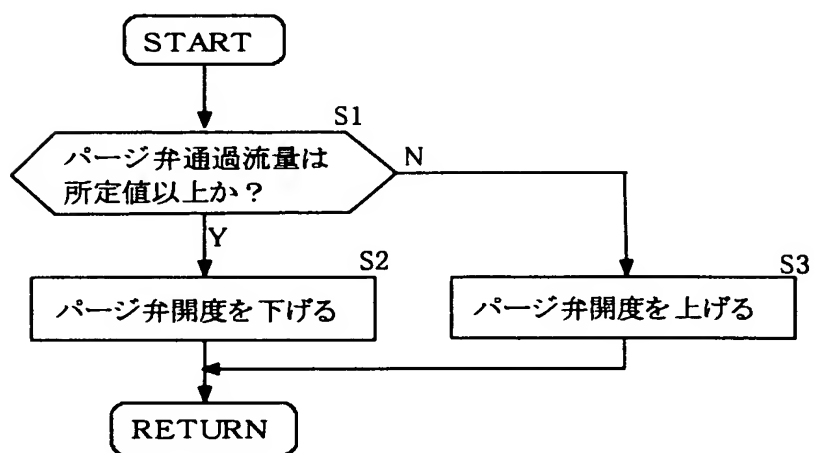 START
S1
パージ弁通過流量は
所定値以上か?
N
Y
S2
パージ弁開度を下げる
S3
パージ弁開度を上げる
RETURN